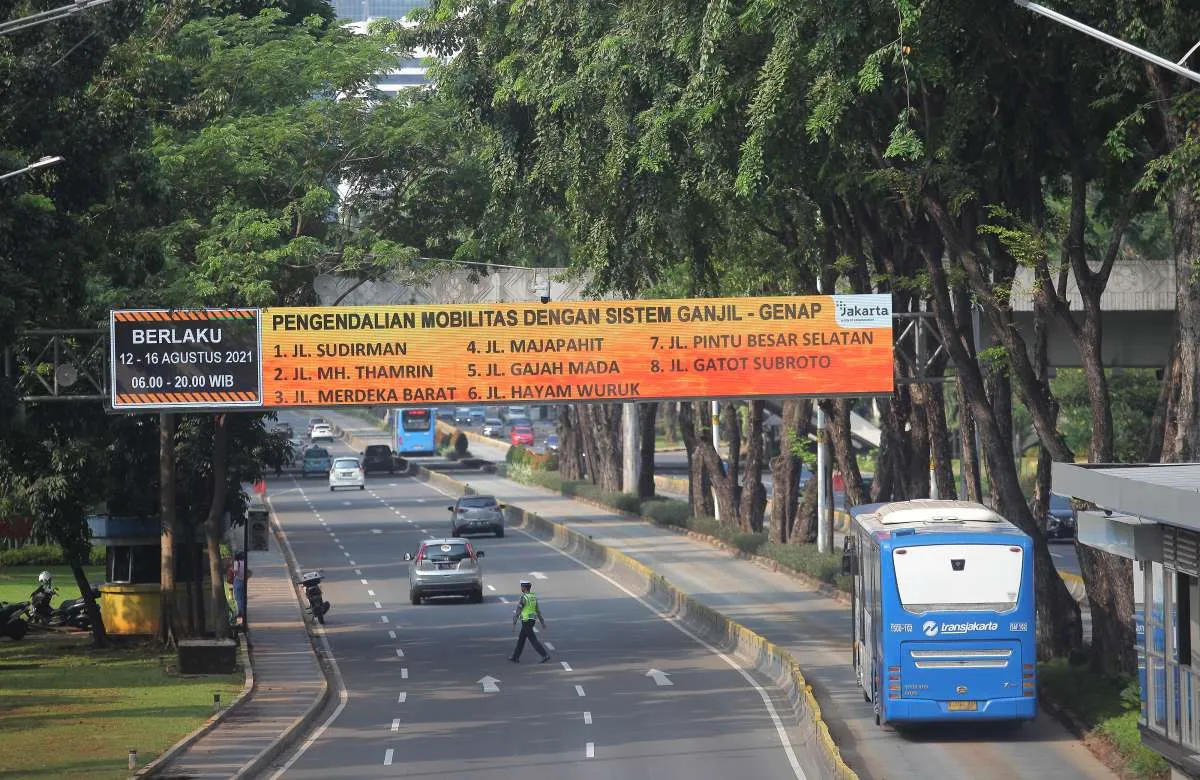 BERLAKU
12 - 16 AGUSTUS 2021
06.00 - 20.00 WIB
PENGENDALIAN MOBILITAS DENGAN SISTEM GANJIL - GENAP
1. JL. SUDIRMAN
2. JL. MH. THAMRIN
3. JL. MERDEKA BARAT
4. JL. MAJAPAHIT
5. JL. GAJAH MADA
6. JL. HAYAM WURUK
7. JL. PINTU BESAR SELATAN
8. JL. GATOT SUBROTO
Jakarta
transjakarta